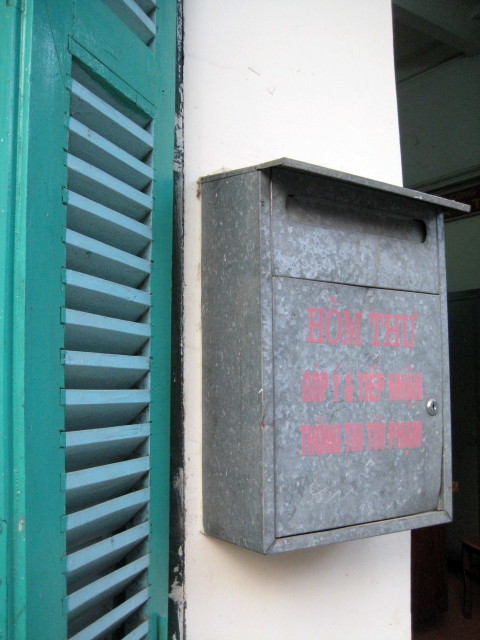 HÒM THƯ
GÓP Ý & TIẾP NHẬN
THÔNG TIN TỘI PHẠM